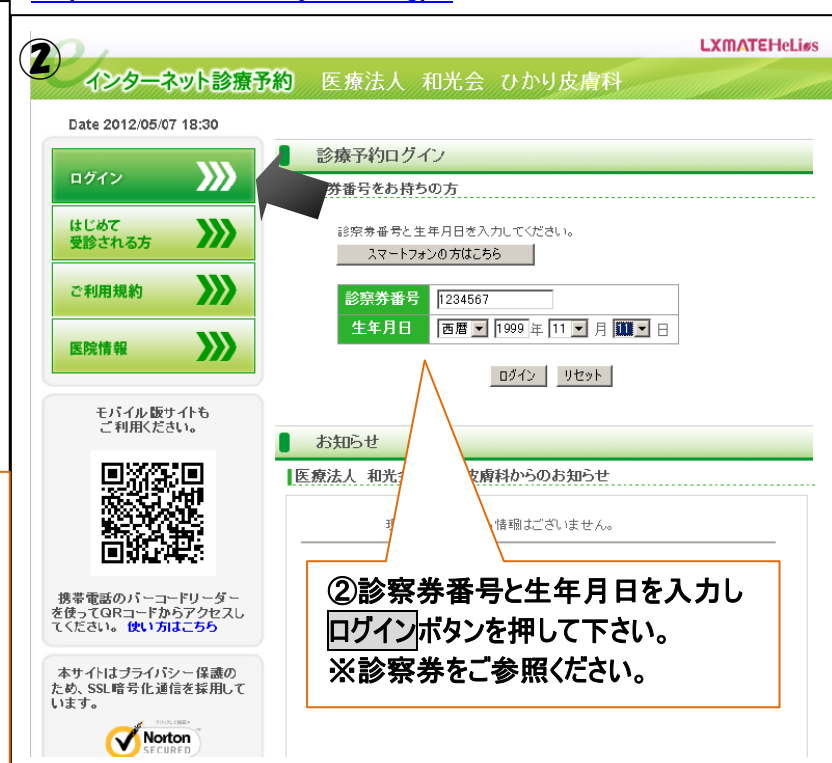 ②
LXMATEHeLios
インターネット診療予約 医療法人 和光会 ひかり皮膚科
Date 2012/05/07 18:30
ログイン
はじめて
受診される方
ご利用規約
医院情報
モバイル版サイトも
ご利用ください。
携帯電話のバーコードリーダー
を使ってQRコードからアクセスし
てください。 使い方はこちら
本サイトはプライバシー保護の
ため、SSL暗号化通信を採用して
います。
Norton
SECURED
診療予約ログイン
券番号をお持ちの方
診察券番号と生年月日を入力してください。
スマートフォンの方はこちら
診察券番号 1234567
生年月日 西暦 1999 年 11 月 11 日
ログイン リセット
お知らせ
医療法人 和光会 皮膚科からのお知らせ
情報はございません。
②診察券番号と生年月日を入力し
ログインボタンを押して下さい。
※診察券をご参照ください。